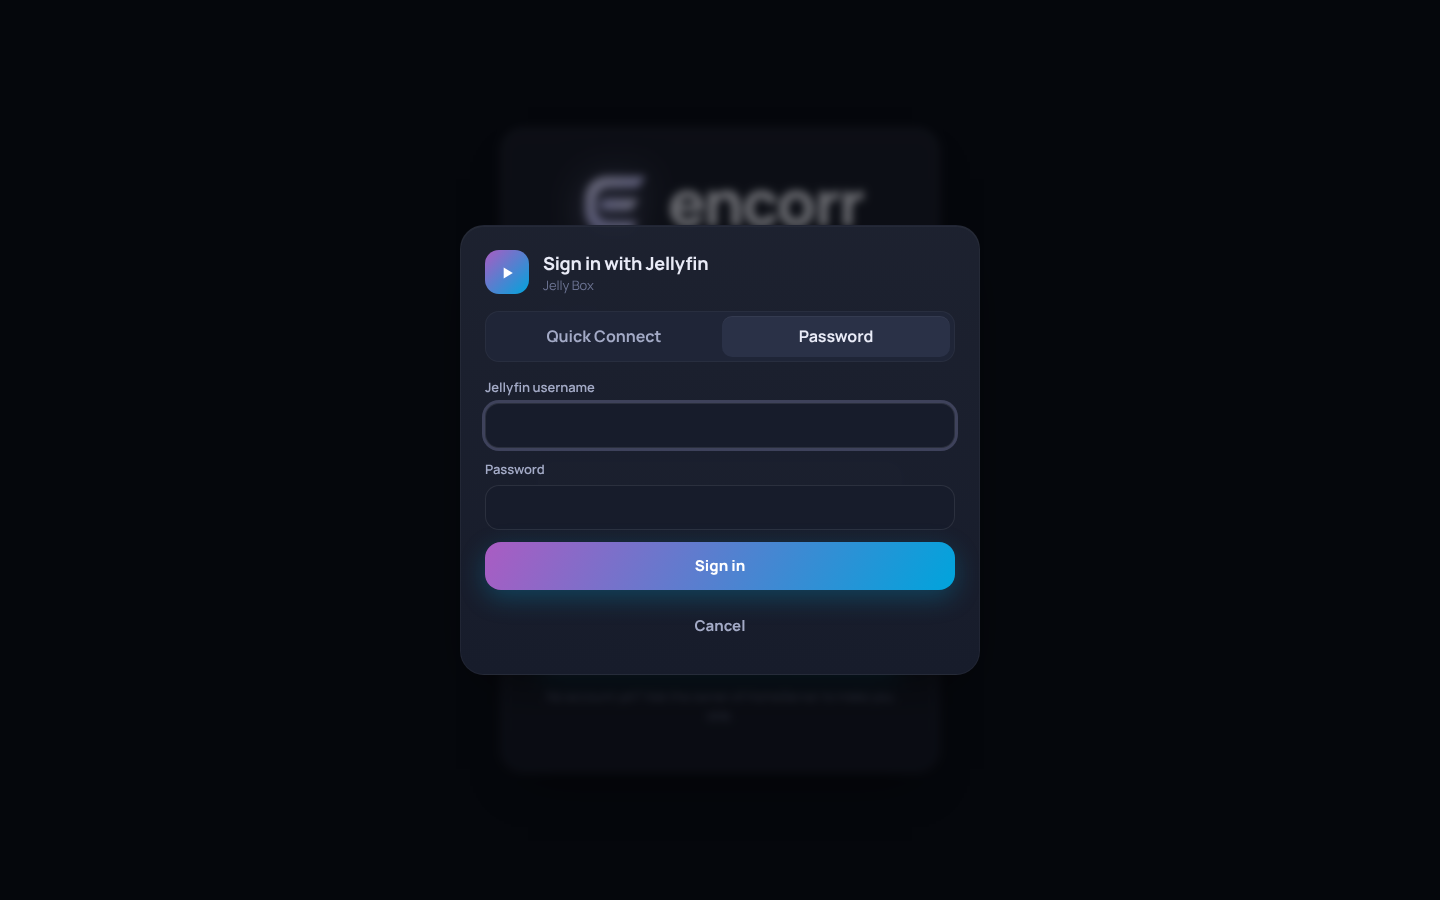 encorr
Sign in with Jellyfin
Jelly Box
Quick Connect
Password
Jellyfin username
Password
Sign in
Cancel